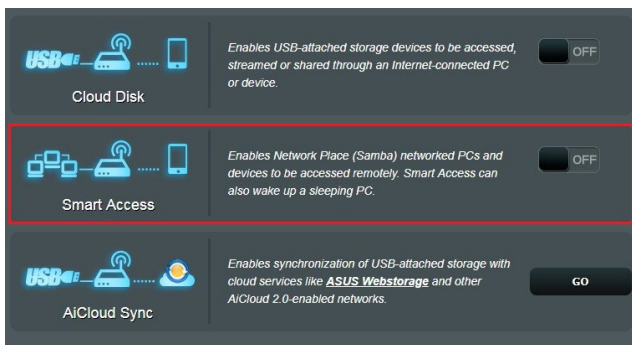 Enables USB-attached storage devices to be accessed,
streamed or shared through an Internet-connected PC
or device.
OFF
USB
Cloud Disk
Enables Network Place (Samba) networked PCs and
devices to be accessed remotely. Smart Access can
also wake up a sleeping PC.
OFF
Smart Access
Enables synchronization of USB-attached storage with
cloud services like ASUS Webstorage and other
AiCloud 2.0-enabled networks.
GO
USB
AiCloud Sync